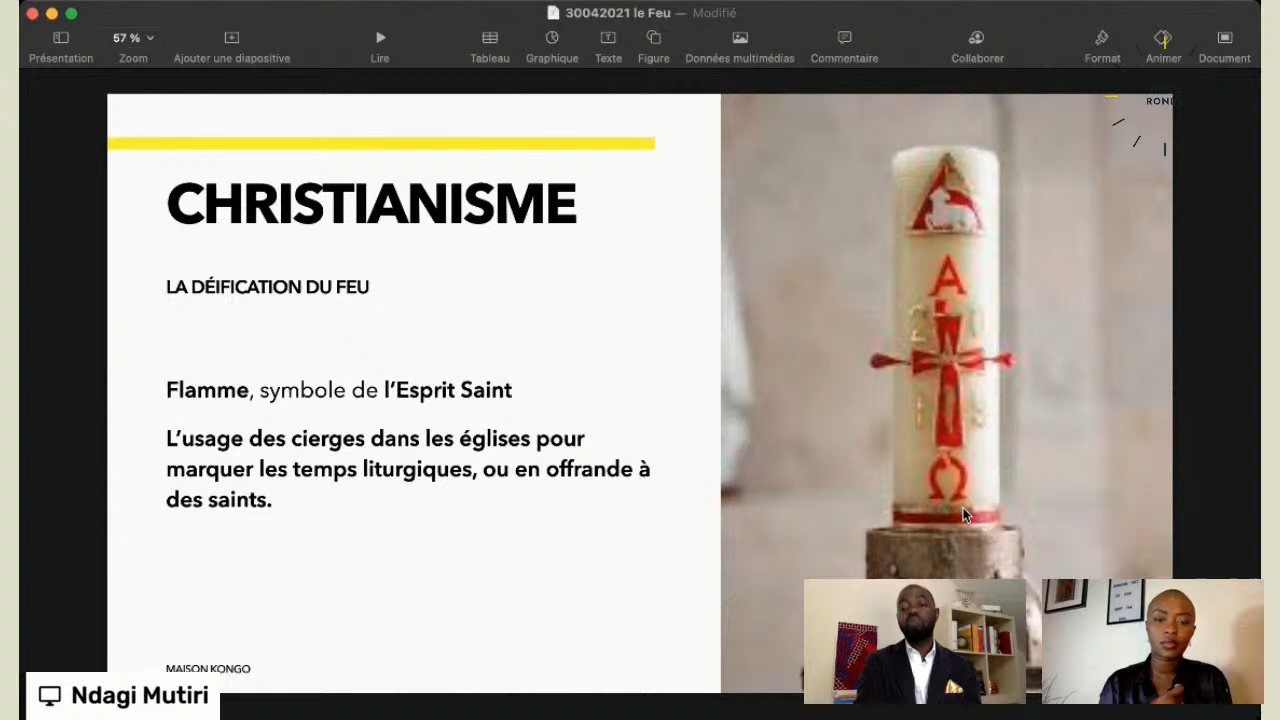 30042021 le Feu — Modifié
57 %
Présentation Zoom Ajouter une diapositive Lire Tableau Graphique Texte Figure Données multimédias Commentaire Collaborer Format Animer Document
CHRISTIANISME
LA DÉIFICATION DU FEU
Flamme, symbole de l’Esprit Saint
L’usage des cierges dans les églises pour
marquer les temps liturgiques, ou en offrande à
des saints.
MAISON KONGO
A
Ω
Ndagi Mutiri